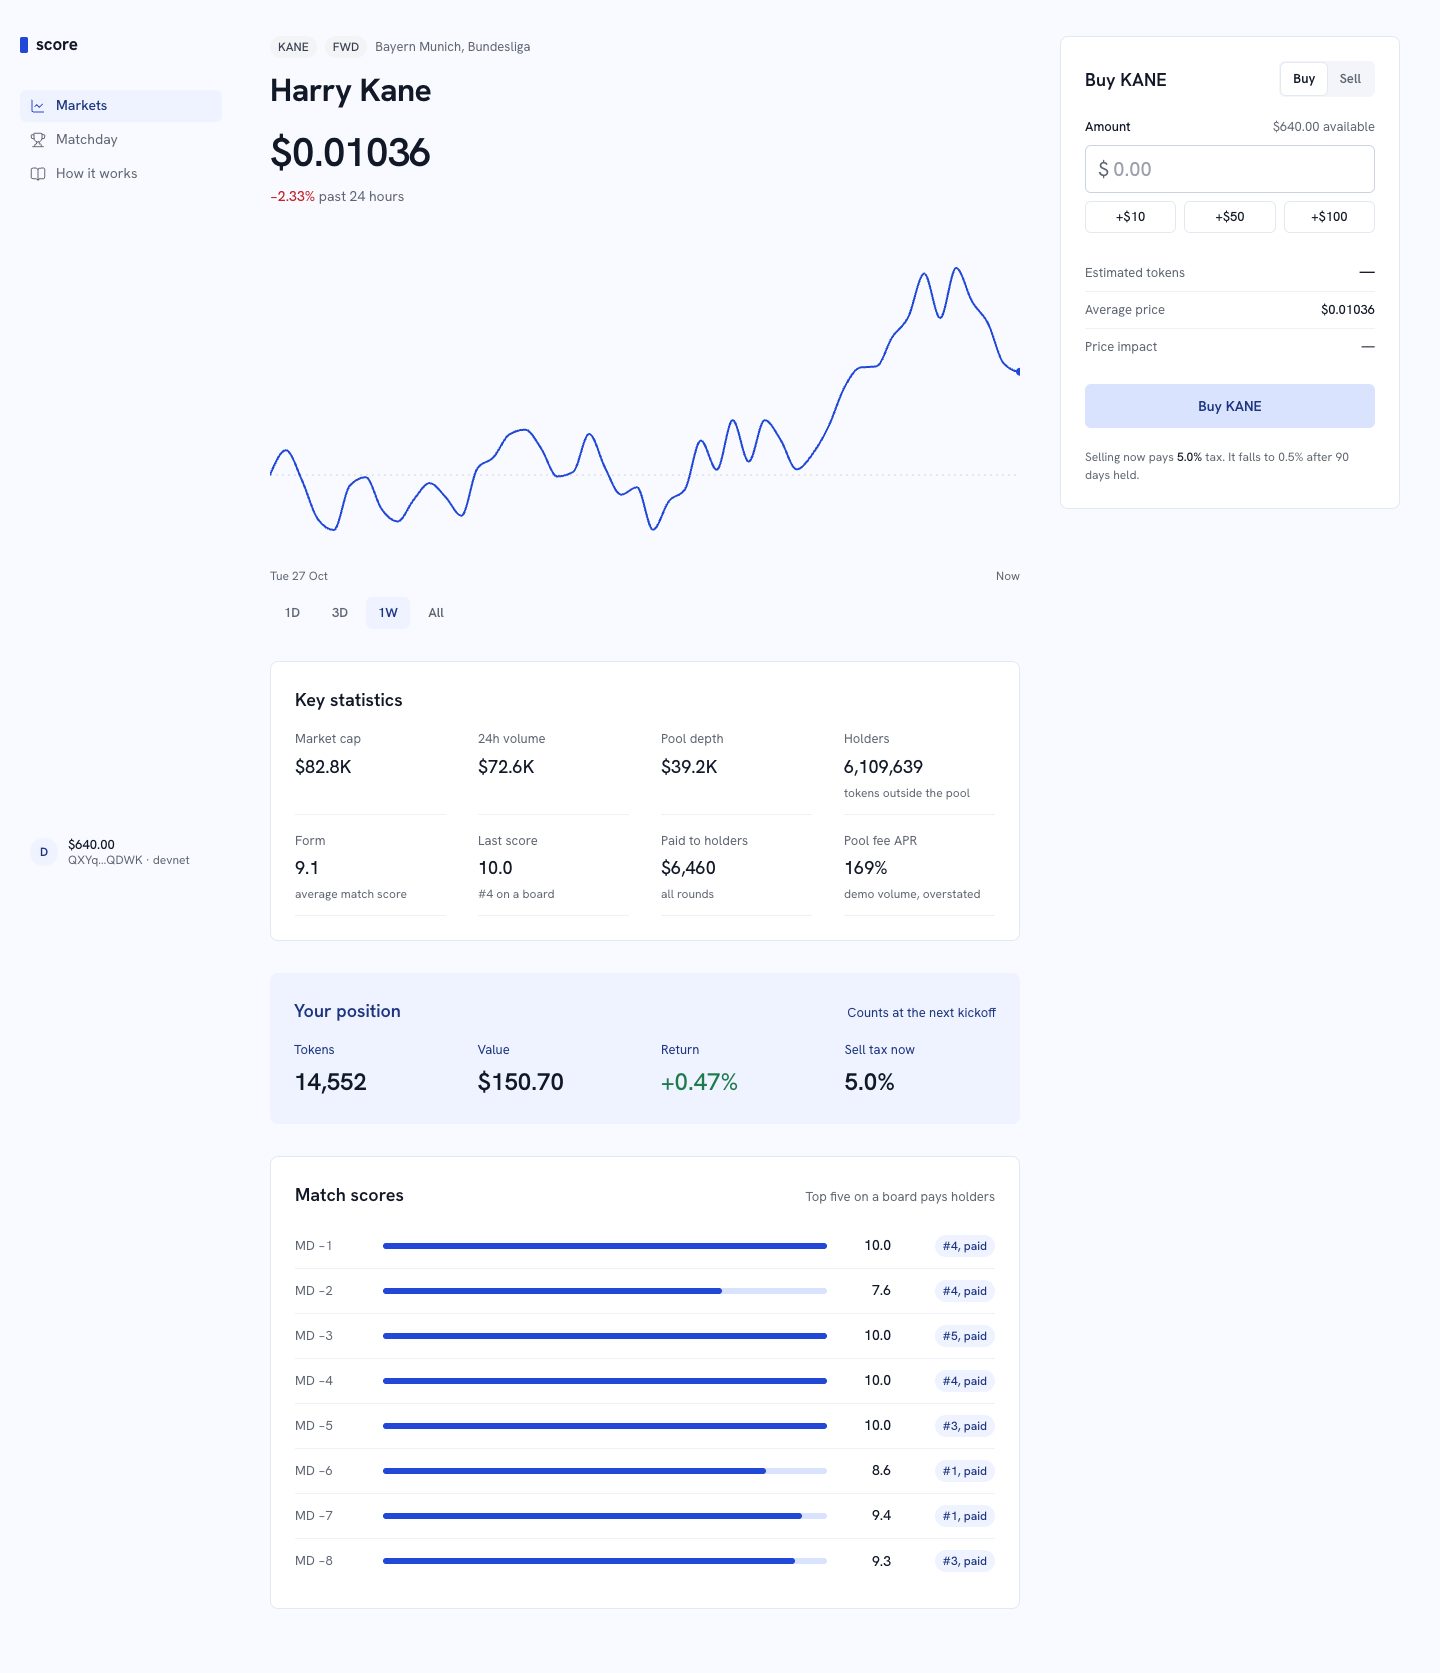 score
Markets
Matchday
How it works
KANE FWD Bayern Munich, Bundesliga
Harry Kane
$0.01036
−2.33% past 24 hours
Tue 27 Oct Now
1D 3D 1W All
Key statistics
Market cap 24h volume Pool depth Holders
$82.8K $72.6K $39.2K 6,109,639
tokens outside the pool
Form Last score Paid to holders Pool fee APR
9.1 10.0 $6,460 169%
average match score #4 on a board all rounds demo volume, overstated
D
$640.00
QXYq…QDWK · devnet
Your position Counts at the next kickoff
Tokens Value Return Sell tax now
14,552 $150.70 +0.47% 5.0%
Match scores Top five on a board pays holders
MD −1 10.0 #4, paid
MD −2 7.6 #4, paid
MD −3 10.0 #5, paid
MD −4 10.0 #4, paid
MD −5 10.0 #3, paid
MD −6 8.6 #1, paid
MD −7 9.4 #1, paid
MD −8 9.3 #3, paid
Buy KANE Buy Sell
Amount $640.00 available
$ 0.00
+$10 +$50 +$100
Estimated tokens —
Average price $0.01036
Price impact —
Buy KANE
Selling now pays 5.0% tax. It falls to 0.5% after 90
days held.